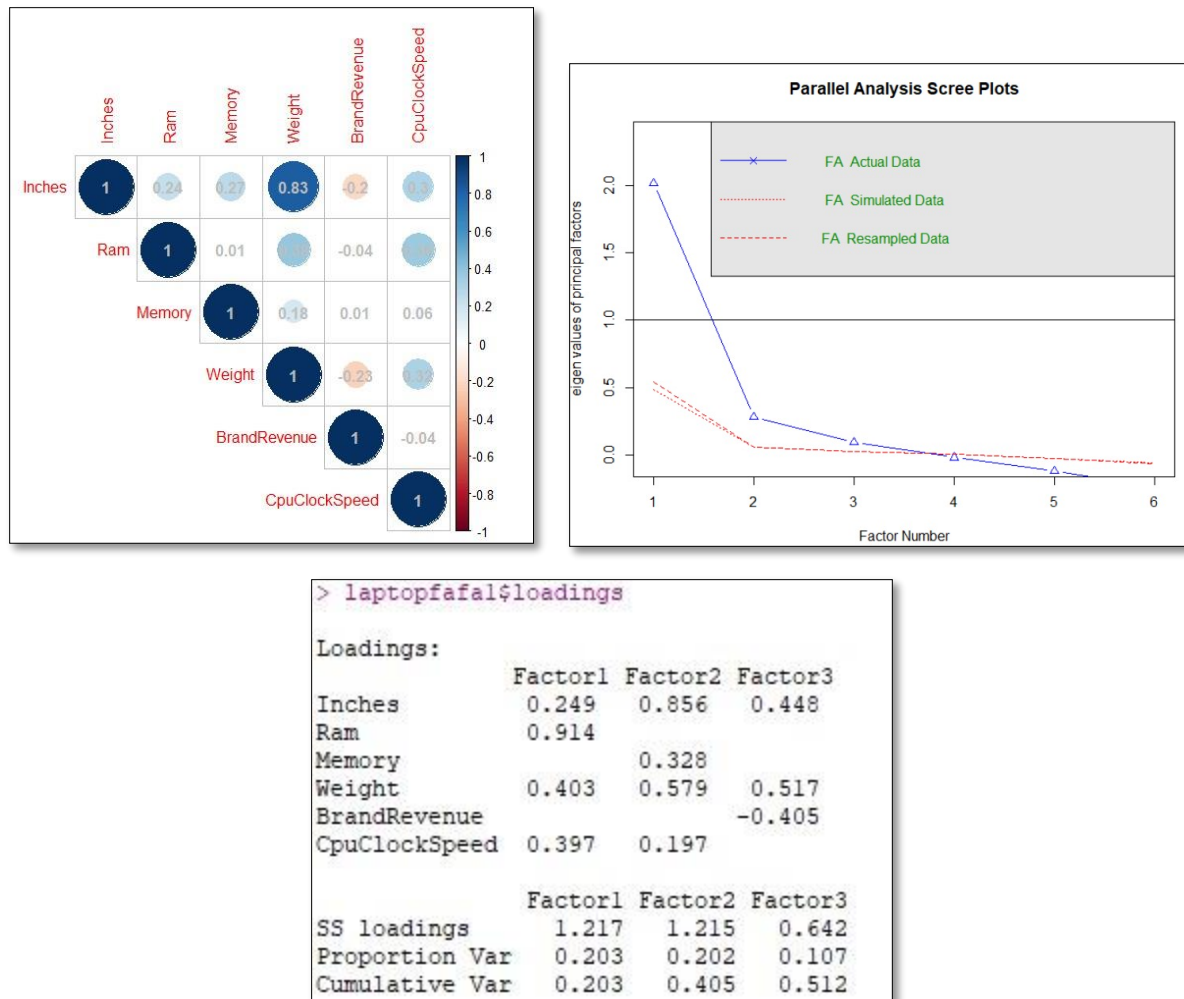 Inches Ram Memory Weight BrandRevenue CpuClockSpeed
Inches 1 0.24 0.27 0.83 -0.2 0.3
Ram 1 0.01 -0.04
Memory 1 0.18 0.01 0.06
Weight 1 -0.23 0.32
BrandRevenue 1 -0.04
CpuClockSpeed 1
1
0.8
0.6
0.4
0.2
0
-0.2
-0.4
-0.6
-0.8
-1
Parallel Analysis Scree Plots
FA Actual Data
FA Simulated Data
FA Resampled Data
eigen values of principal factors
2.0
1.5
1.0
0.5
0.0
1 2 3 4 5 6
Factor Number
> laptopfafa1$loadings
Loadings:
Factor1 Factor2 Factor3
Inches 0.249 0.856 0.448
Ram 0.914
Memory 0.328
Weight 0.403 0.579 0.517
BrandRevenue -0.405
CpuClockSpeed 0.397 0.197
Factor1 Factor2 Factor3
SS loadings 1.217 1.215 0.642
Proportion Var 0.203 0.202 0.107
Cumulative Var 0.203 0.405 0.512